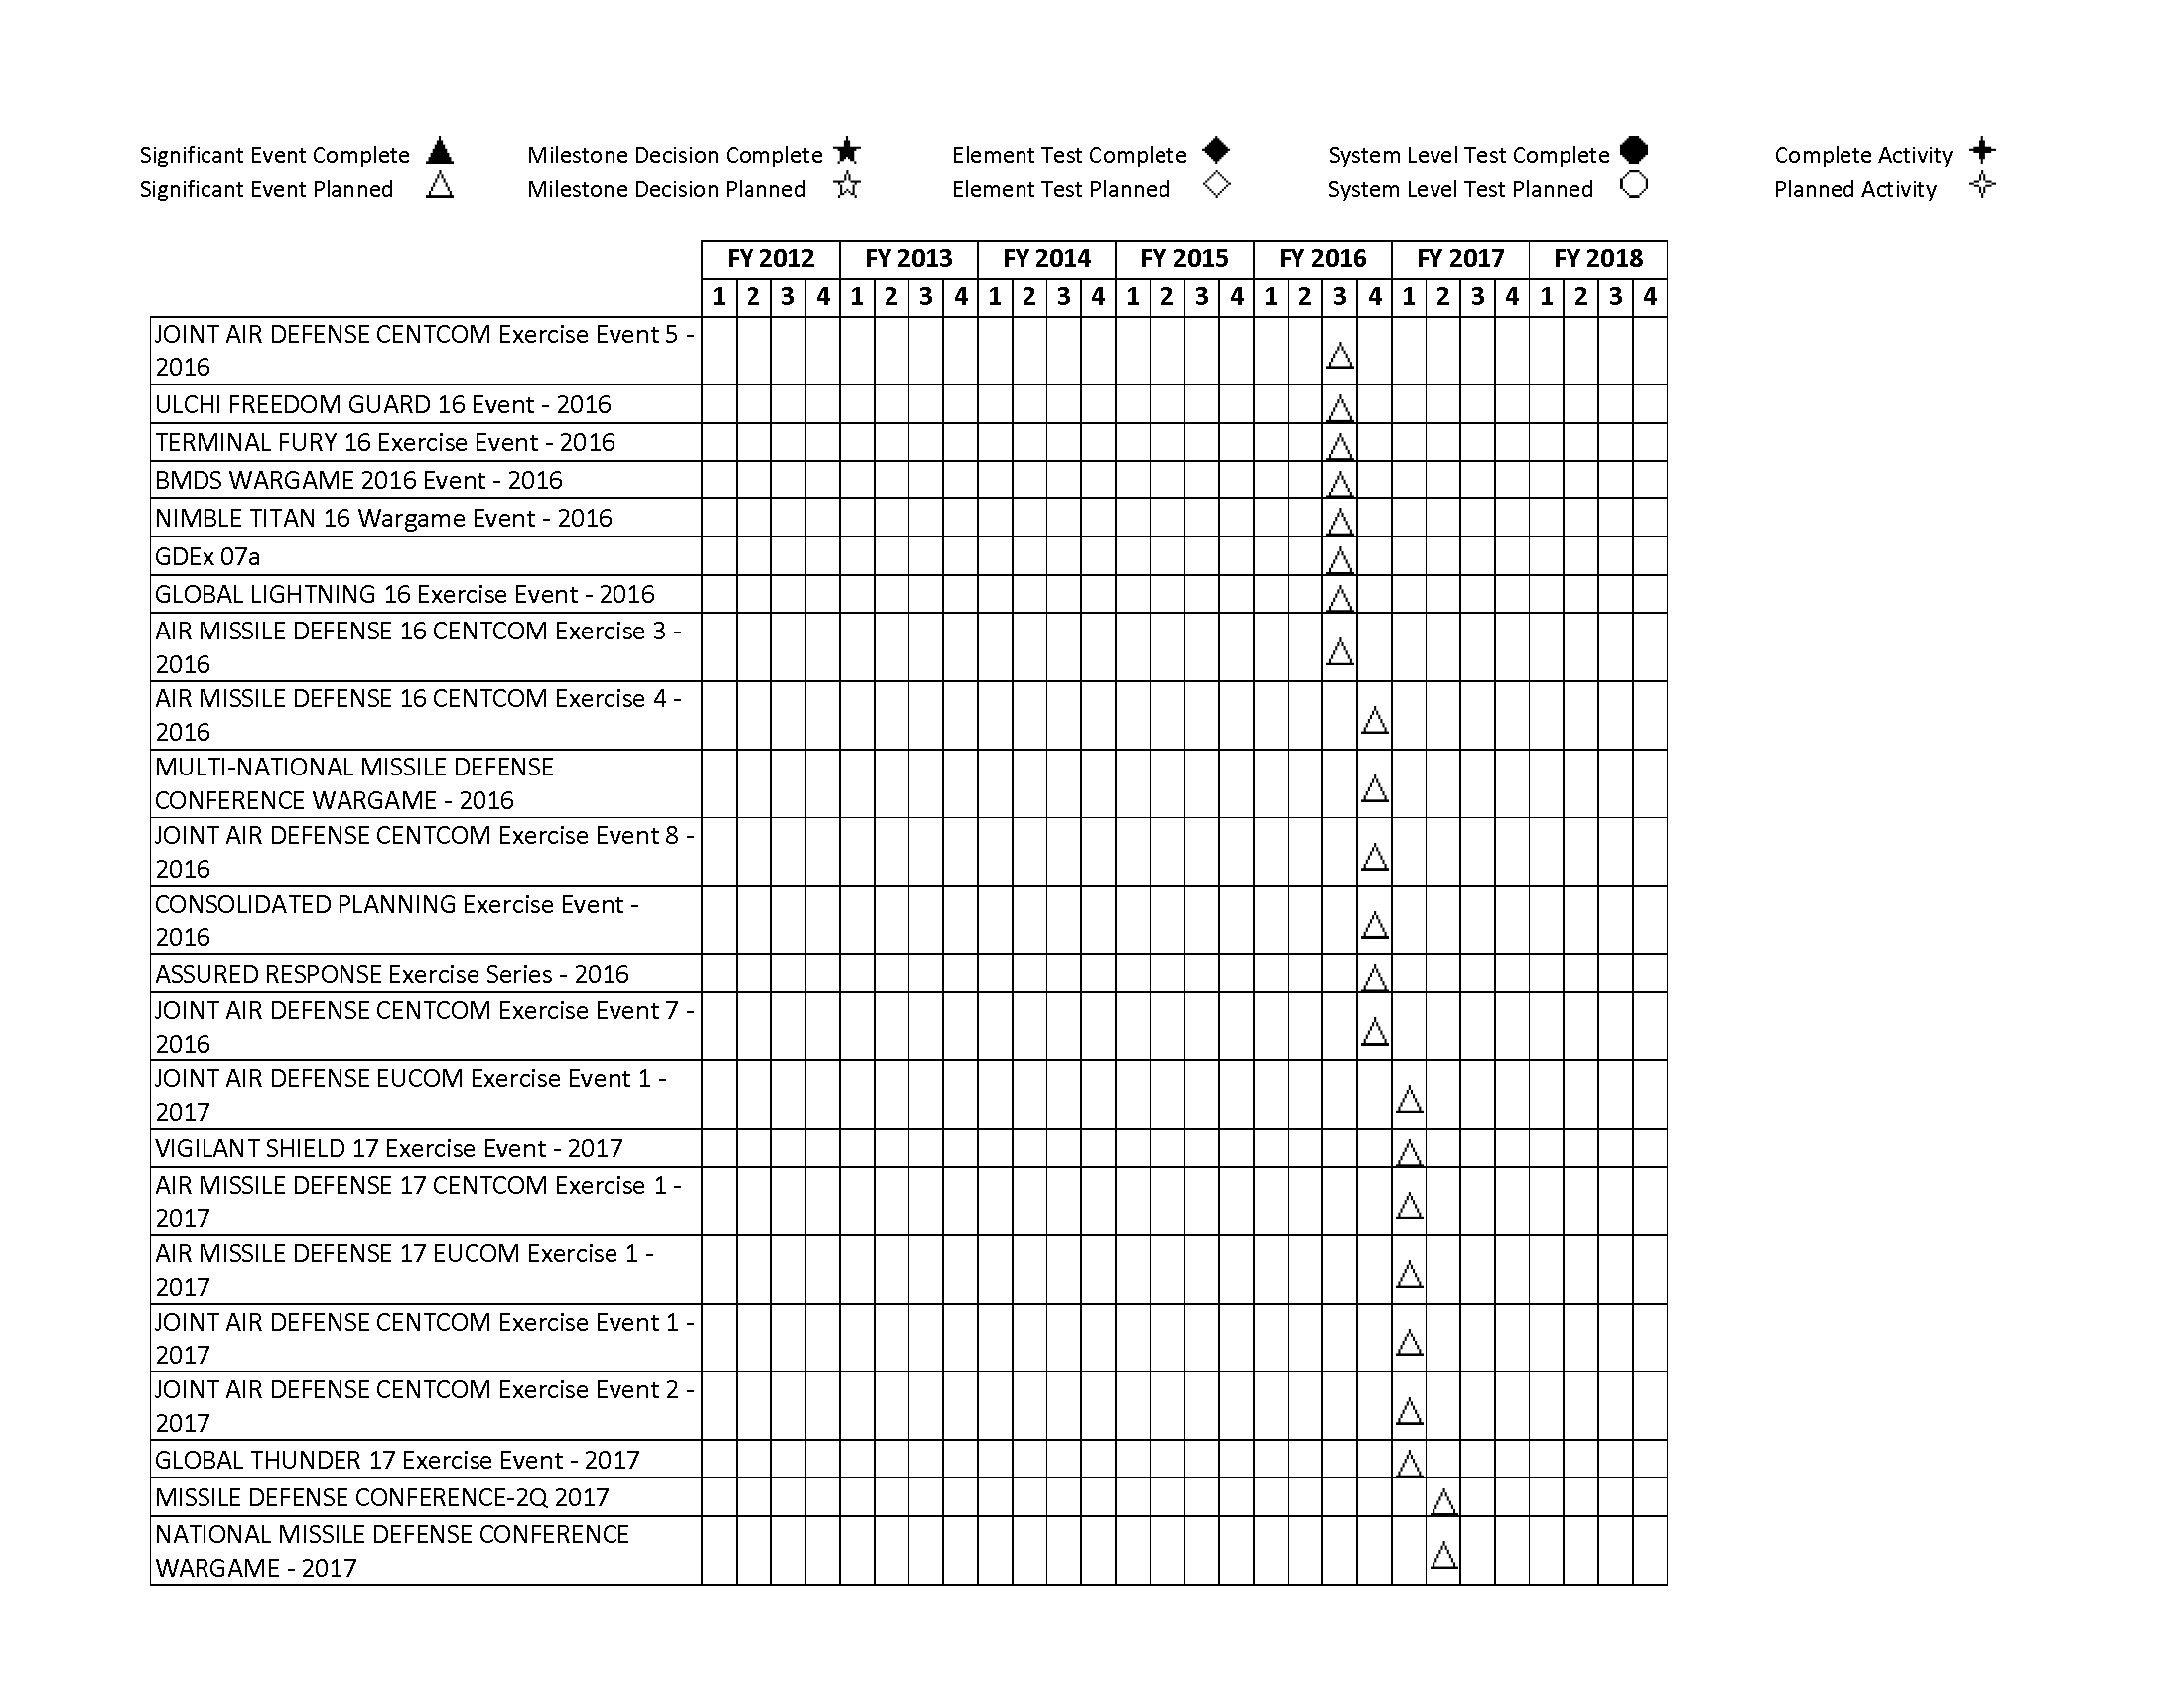 Significant Event Complete Milestone Decision Complete Element Test Complete System Level Test Complete Complete Activity
Significant Event Planned Milestone Decision Planned Element Test Planned System Level Test Planned Planned Activity
FY 2012 FY 2013 FY 2014 FY 2015 FY 2016 FY 2017 FY 2018
1 2 3 4 1 2 3 4 1 2 3 4 1 2 3 4 1 2 3 4 1 2 3 4 1 2 3 4
JOINT AIR DEFENSE CENTCOM Exercise Event 5 -
2016
ULCHI FREEDOM GUARD 16 Event - 2016
TERMINAL FURY 16 Exercise Event - 2016
BMDS WARGAME 2016 Event - 2016
NIMBLE TITAN 16 Wargame Event - 2016
GDEx 07a
GLOBAL LIGHTNING 16 Exercise Event - 2016
AIR MISSILE DEFENSE 16 CENTCOM Exercise 3 -
2016
AIR MISSILE DEFENSE 16 CENTCOM Exercise 4 -
2016
MULTI-NATIONAL MISSILE DEFENSE
CONFERENCE WARGAME - 2016
JOINT AIR DEFENSE CENTCOM Exercise Event 8 -
2016
CONSOLIDATED PLANNING Exercise Event -
2016
ASSURED RESPONSE Exercise Series - 2016
JOINT AIR DEFENSE CENTCOM Exercise Event 7 -
2016
JOINT AIR DEFENSE EUCOM Exercise Event 1 -
2017
VIGILANT SHIELD 17 Exercise Event - 2017
AIR MISSILE DEFENSE 17 CENTCOM Exercise 1 -
2017
AIR MISSILE DEFENSE 17 EUCOM Exercise 1 -
2017
JOINT AIR DEFENSE CENTCOM Exercise Event 1 -
2017
JOINT AIR DEFENSE CENTCOM Exercise Event 2 -
2017
GLOBAL THUNDER 17 Exercise Event - 2017
MISSILE DEFENSE CONFERENCE-2Q 2017
NATIONAL MISSILE DEFENSE CONFERENCE
WARGAME - 2017